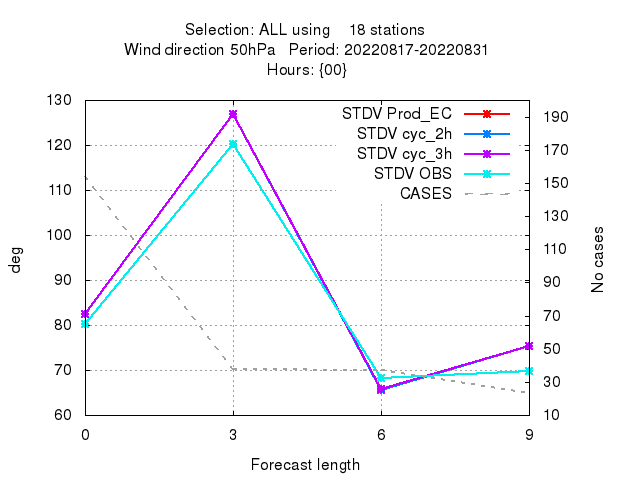 Selection: ALL using    18 stations
Wind direction 50hPa   Period: 20220817-20220831
Hours: {00}
STDV Prod_EC
STDV cyc_2h
STDV cyc_3h
STDV OBS
CASES
130
120
110
100
90
80
70
60
deg
190
170
150
130
110
90
70
50
30
10
No cases
0 3 6 9
Forecast length